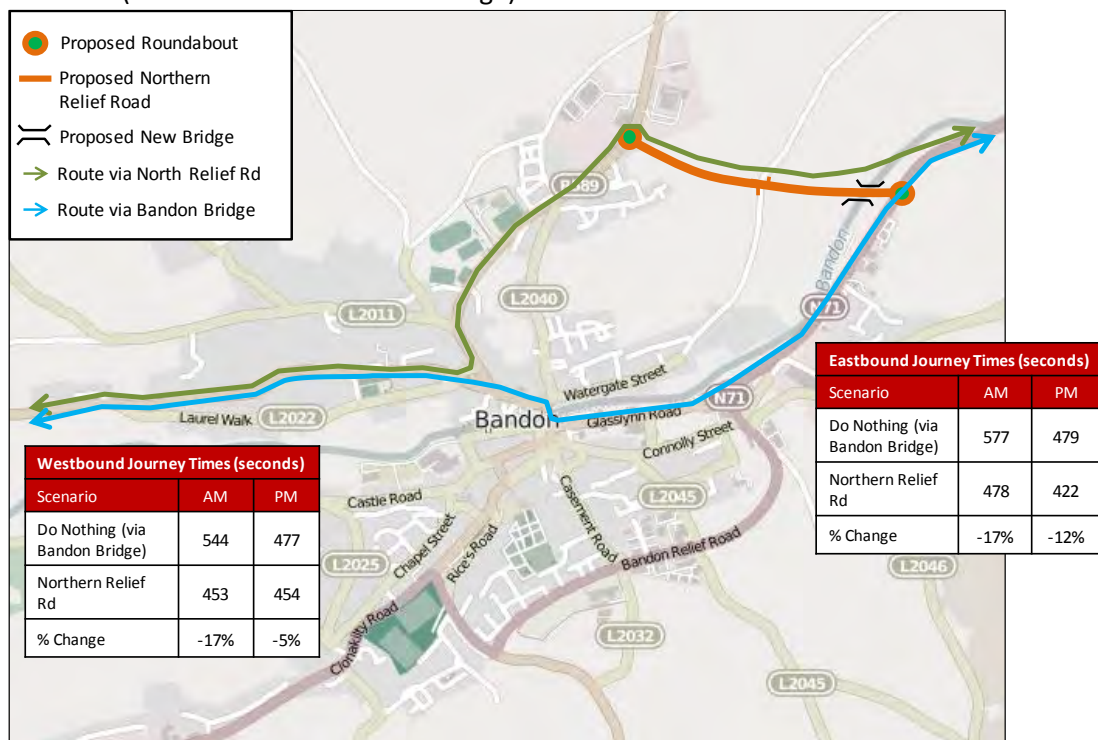 Proposed Roundabout
Proposed Northern
Relief Road
Proposed New Bridge
Route via North Relief Rd
Route via Bandon Bridge
R589
L2040
Bandon
N71
L2011
Watergate Street
Laurel Walk
L2022
Bandon
Glasslynn Road
N71
Connolly Street
Castle Road
Chapel Street
Rice's Road
Casement Road
L2045
L2025
Bandon Relief Road
L2046
Clonakilty Road
L2032
L2045
Eastbound Journey Times (seconds)
Scenario AM PM
Do Nothing (via
Bandon Bridge) 577 479
Northern Relief
Rd 478 422
% Change -17% -12%
Westbound Journey Times (seconds)
Scenario AM PM
Do Nothing (via
Bandon Bridge) 544 477
Northern Relief
Rd 453 454
% Change -17% -5%